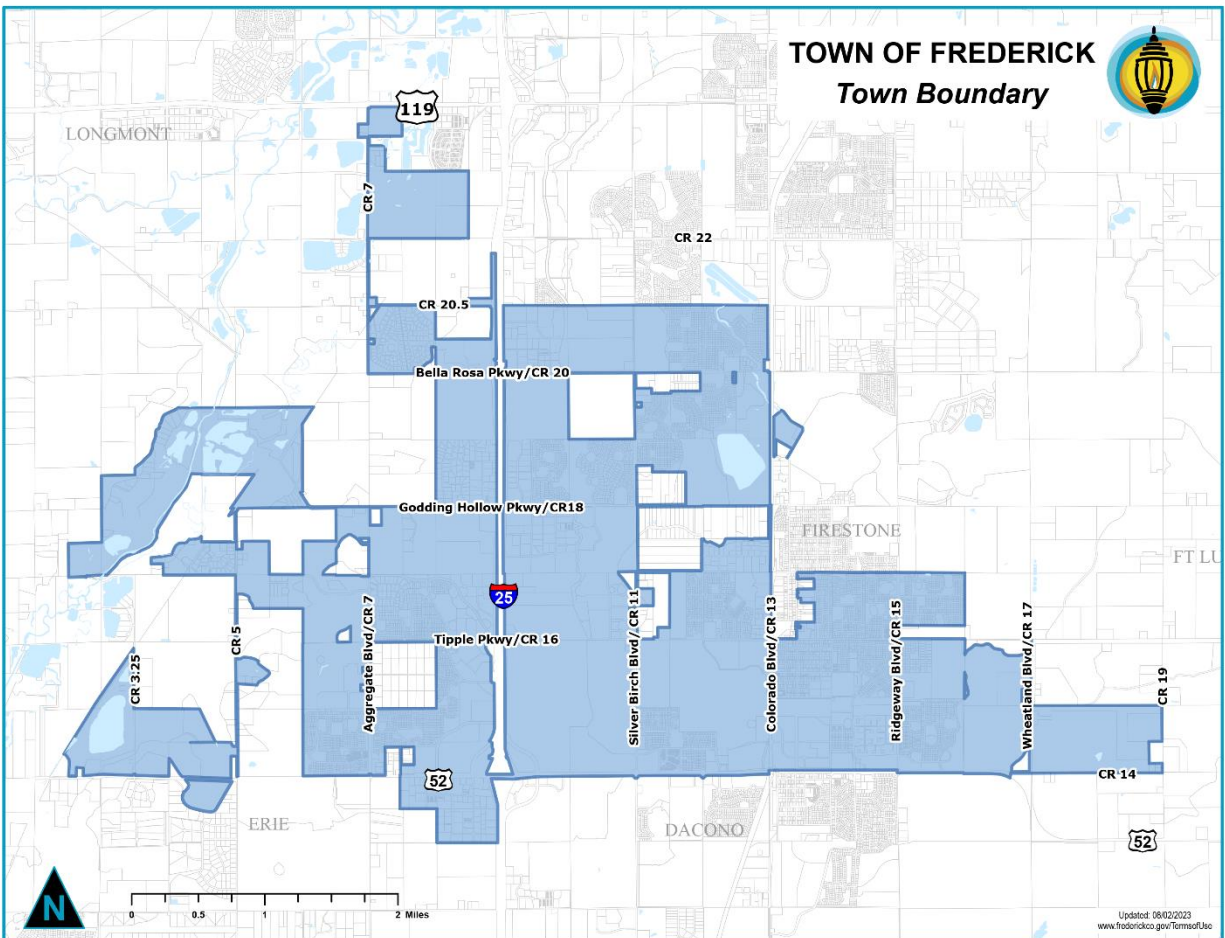 TOWN OF FREDERICK
Town Boundary
119
LONGMONT
CR 7
CR 22
CR 20.5
Bella Rosa Pkwy/CR 20
Godding Hollow Pkwy/CR18
FIRESTONE
FT LU
25
Tipple Pkwy/CR 16
CR 3.25
CR 5
Aggregate Blvd/CR 7
Silver Birch Blvd/ CR 11
Colorado Blvd/CR 13
Ridgeway Blvd/CR 15
Wheatland Blvd/CR 17
CR 19
52
CR 14
ERIE
DACONO
52
N
0 0.5 1 2 Miles
Updated: 08/02/2023
www.frederickco.gov/TermsofUse